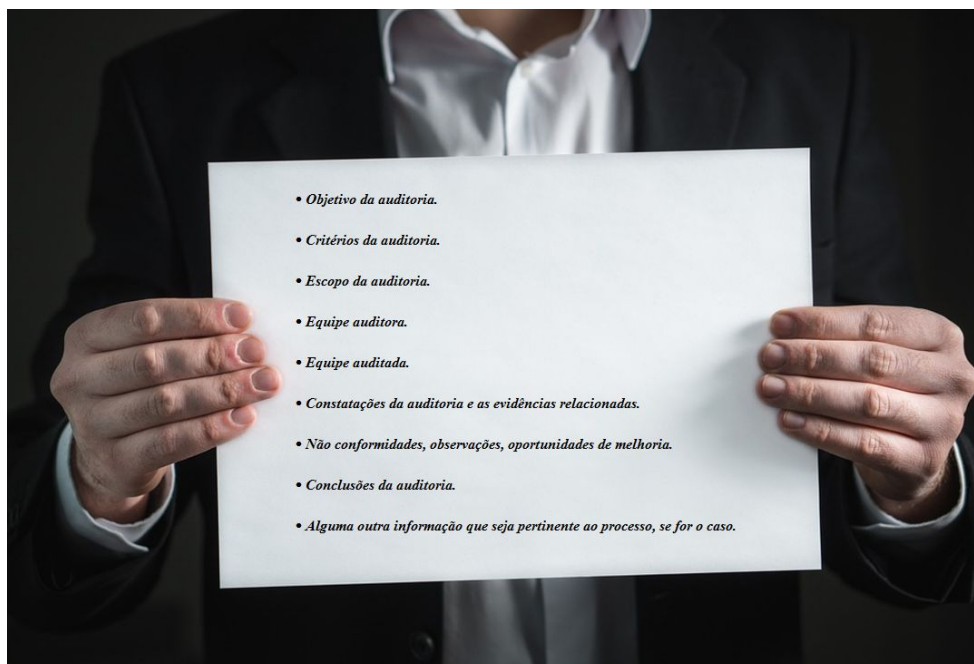 • Objetivo da auditoria.
• Critérios da auditoria.
• Escopo da auditoria.
• Equipe auditora.
• Equipe auditada.
• Constatações da auditoria e as evidências relacionadas.
• Não conformidades, observações, oportunidades de melhoria.
• Conclusões da auditoria.
• Alguma outra informação que seja pertinente ao processo, se for o caso.